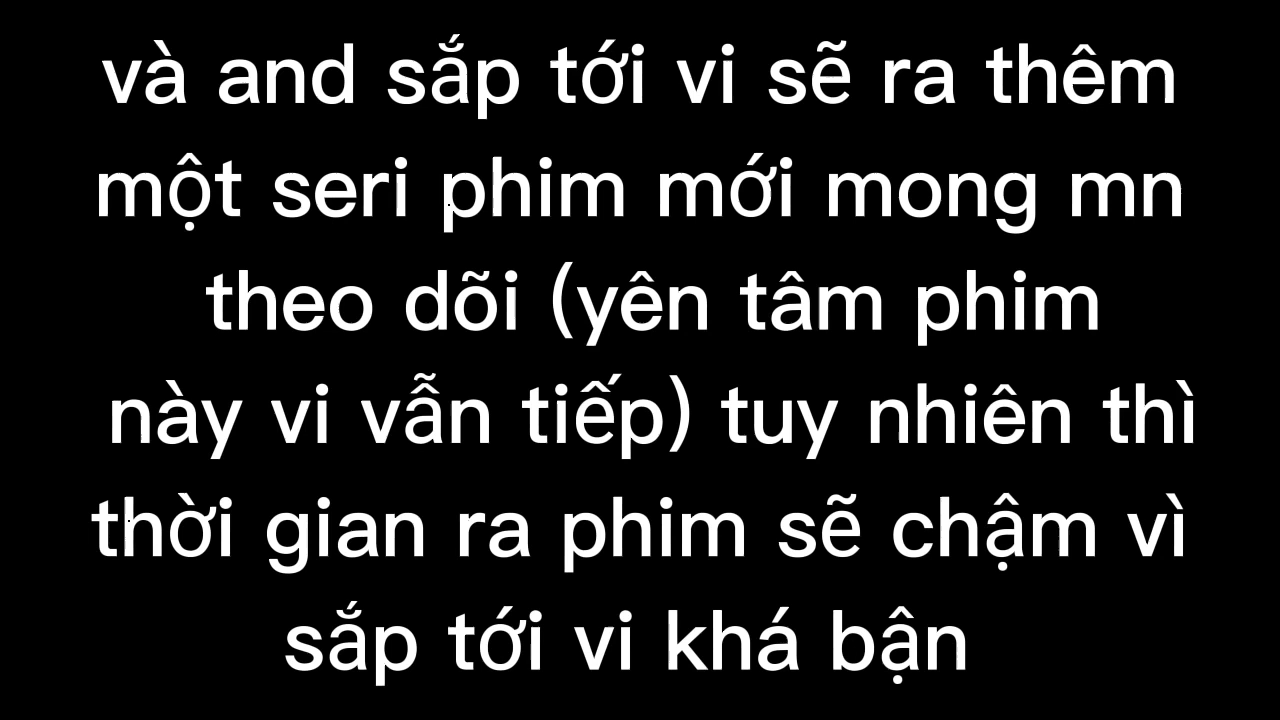 và and sắp tới vi sẽ ra thêm
một seri phim mới mong mn
theo dõi (yên tâm phim
này vi vẫn tiếp) tuy nhiên thì
thời gian ra phim sẽ chậm vì
sắp tới vi khá bận